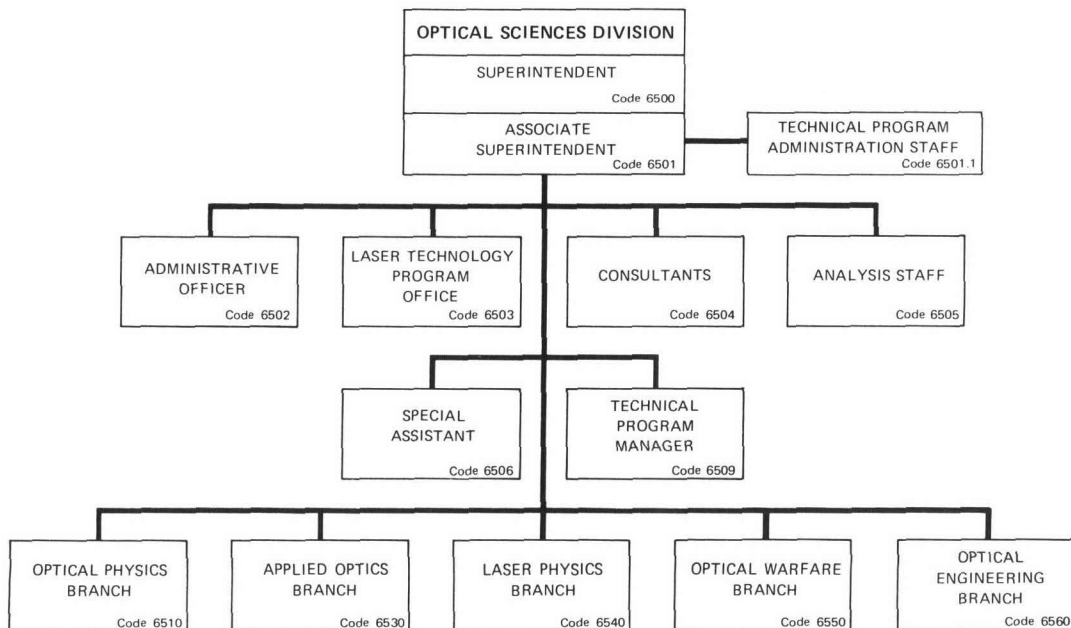 OPTICAL SCIENCES DIVISION
SUPERINTENDENT
Code 6500
ASSOCIATE
SUPERINTENDENT
Code 6501
TECHNICAL PROGRAM
ADMINISTRATION STAFF
Code 6501.1
ADMINISTRATIVE
OFFICER
Code 6502
LASER TECHNOLOGY
PROGRAM
OFFICE
Code 6503
CONSULTANTS
Code 6504
ANALYSIS STAFF
Code 6505
SPECIAL
ASSISTANT
Code 6506
TECHNICAL
PROGRAM
MANAGER
Code 6509
OPTICAL PHYSICS
BRANCH
Code 6510
APPLIED OPTICS
BRANCH
Code 6530
LASER PHYSICS
BRANCH
Code 6540
OPTICAL WARFARE
BRANCH
Code 6550
OPTICAL
ENGINEERING
BRANCH
Code 6560